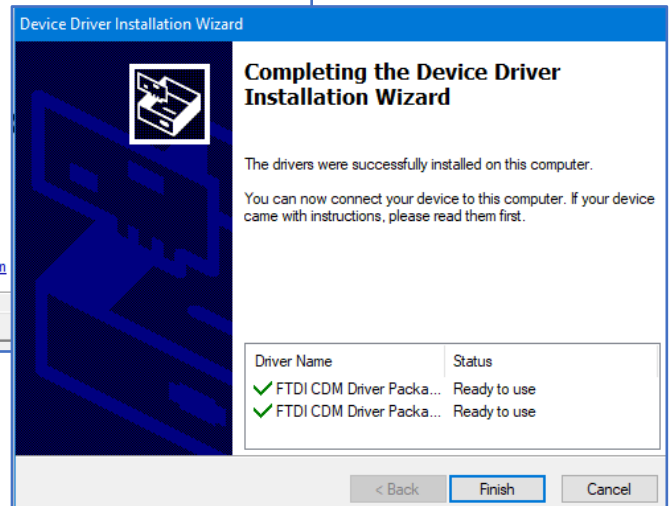 Device Driver Installation Wizard
Completing the Device Driver
Installation Wizard
The drivers were successfully installed on this computer.
You can now connect your device to this computer. If your device
came with instructions, please read them first.
Driver Name Status
FTDI CDM Driver Packa... Ready to use
FTDI CDM Driver Packa... Ready to use
< Back Finish Cancel